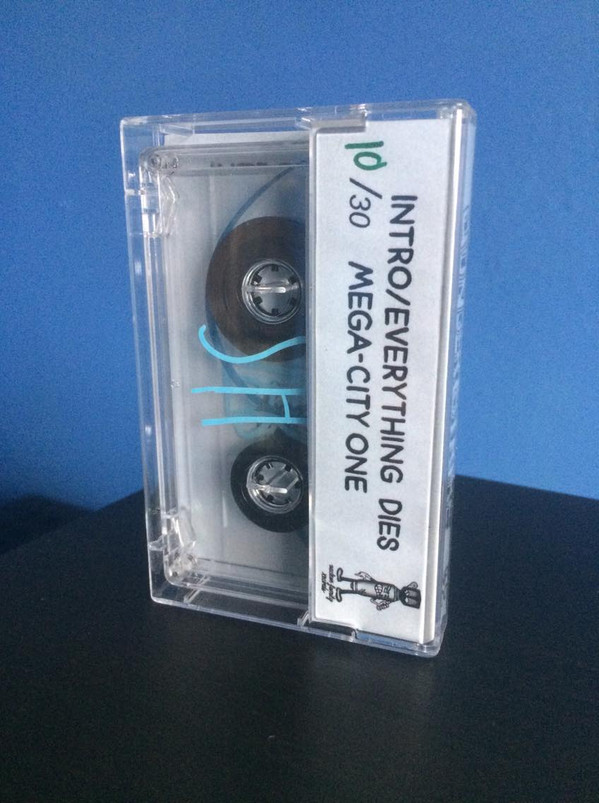 INTRO/EVERYTHING DIES
10/30 MEGA-CITY ONE
SH